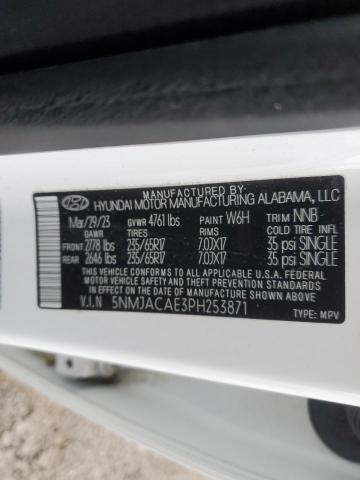 HYUNDAI MOTOR MANUFACTURING ALABAMA, LLC
Mar/29/23 GVWR 4761 lbs PAINT W6H TRIM NNB
GAWR TIRES RIMS COLD TIRE INFL
FRONT 2778 lbs 235/65R17 7.0JX17 35 psi SINGLE
REAR 2646 lbs 235/65R17 7.0JX17 35 psi SINGLE
THIS VEHICLE CONFORMS TO ALL APPLICABLE U.S.A. FEDERAL
MOTOR VEHICLE SAFETY AND THEFT PREVENTION STANDARDS
IN EFFECT ON THE DATE OF MANUFACTURE SHOWN ABOVE.
V.I.N 5NMJACAE3PH253871 TYPE: MPV